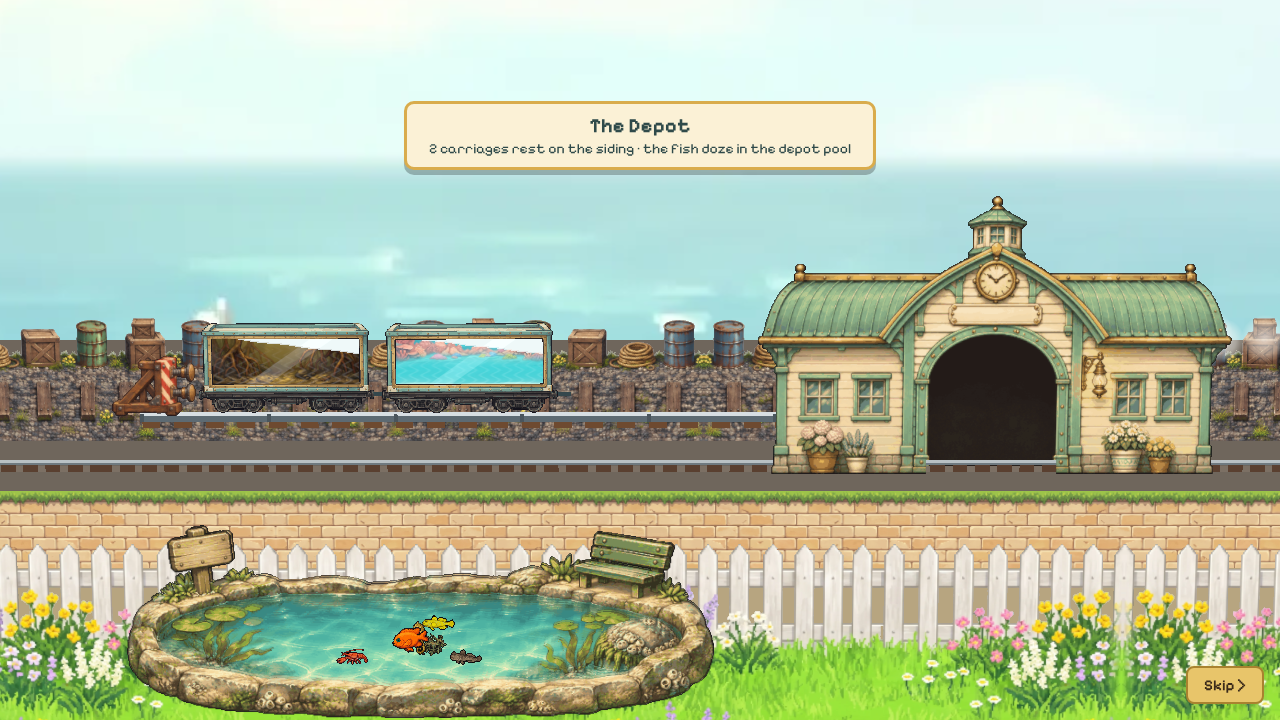 The Depot
2 carriages rest on the siding · the fish doze in the depot pool
Skip >